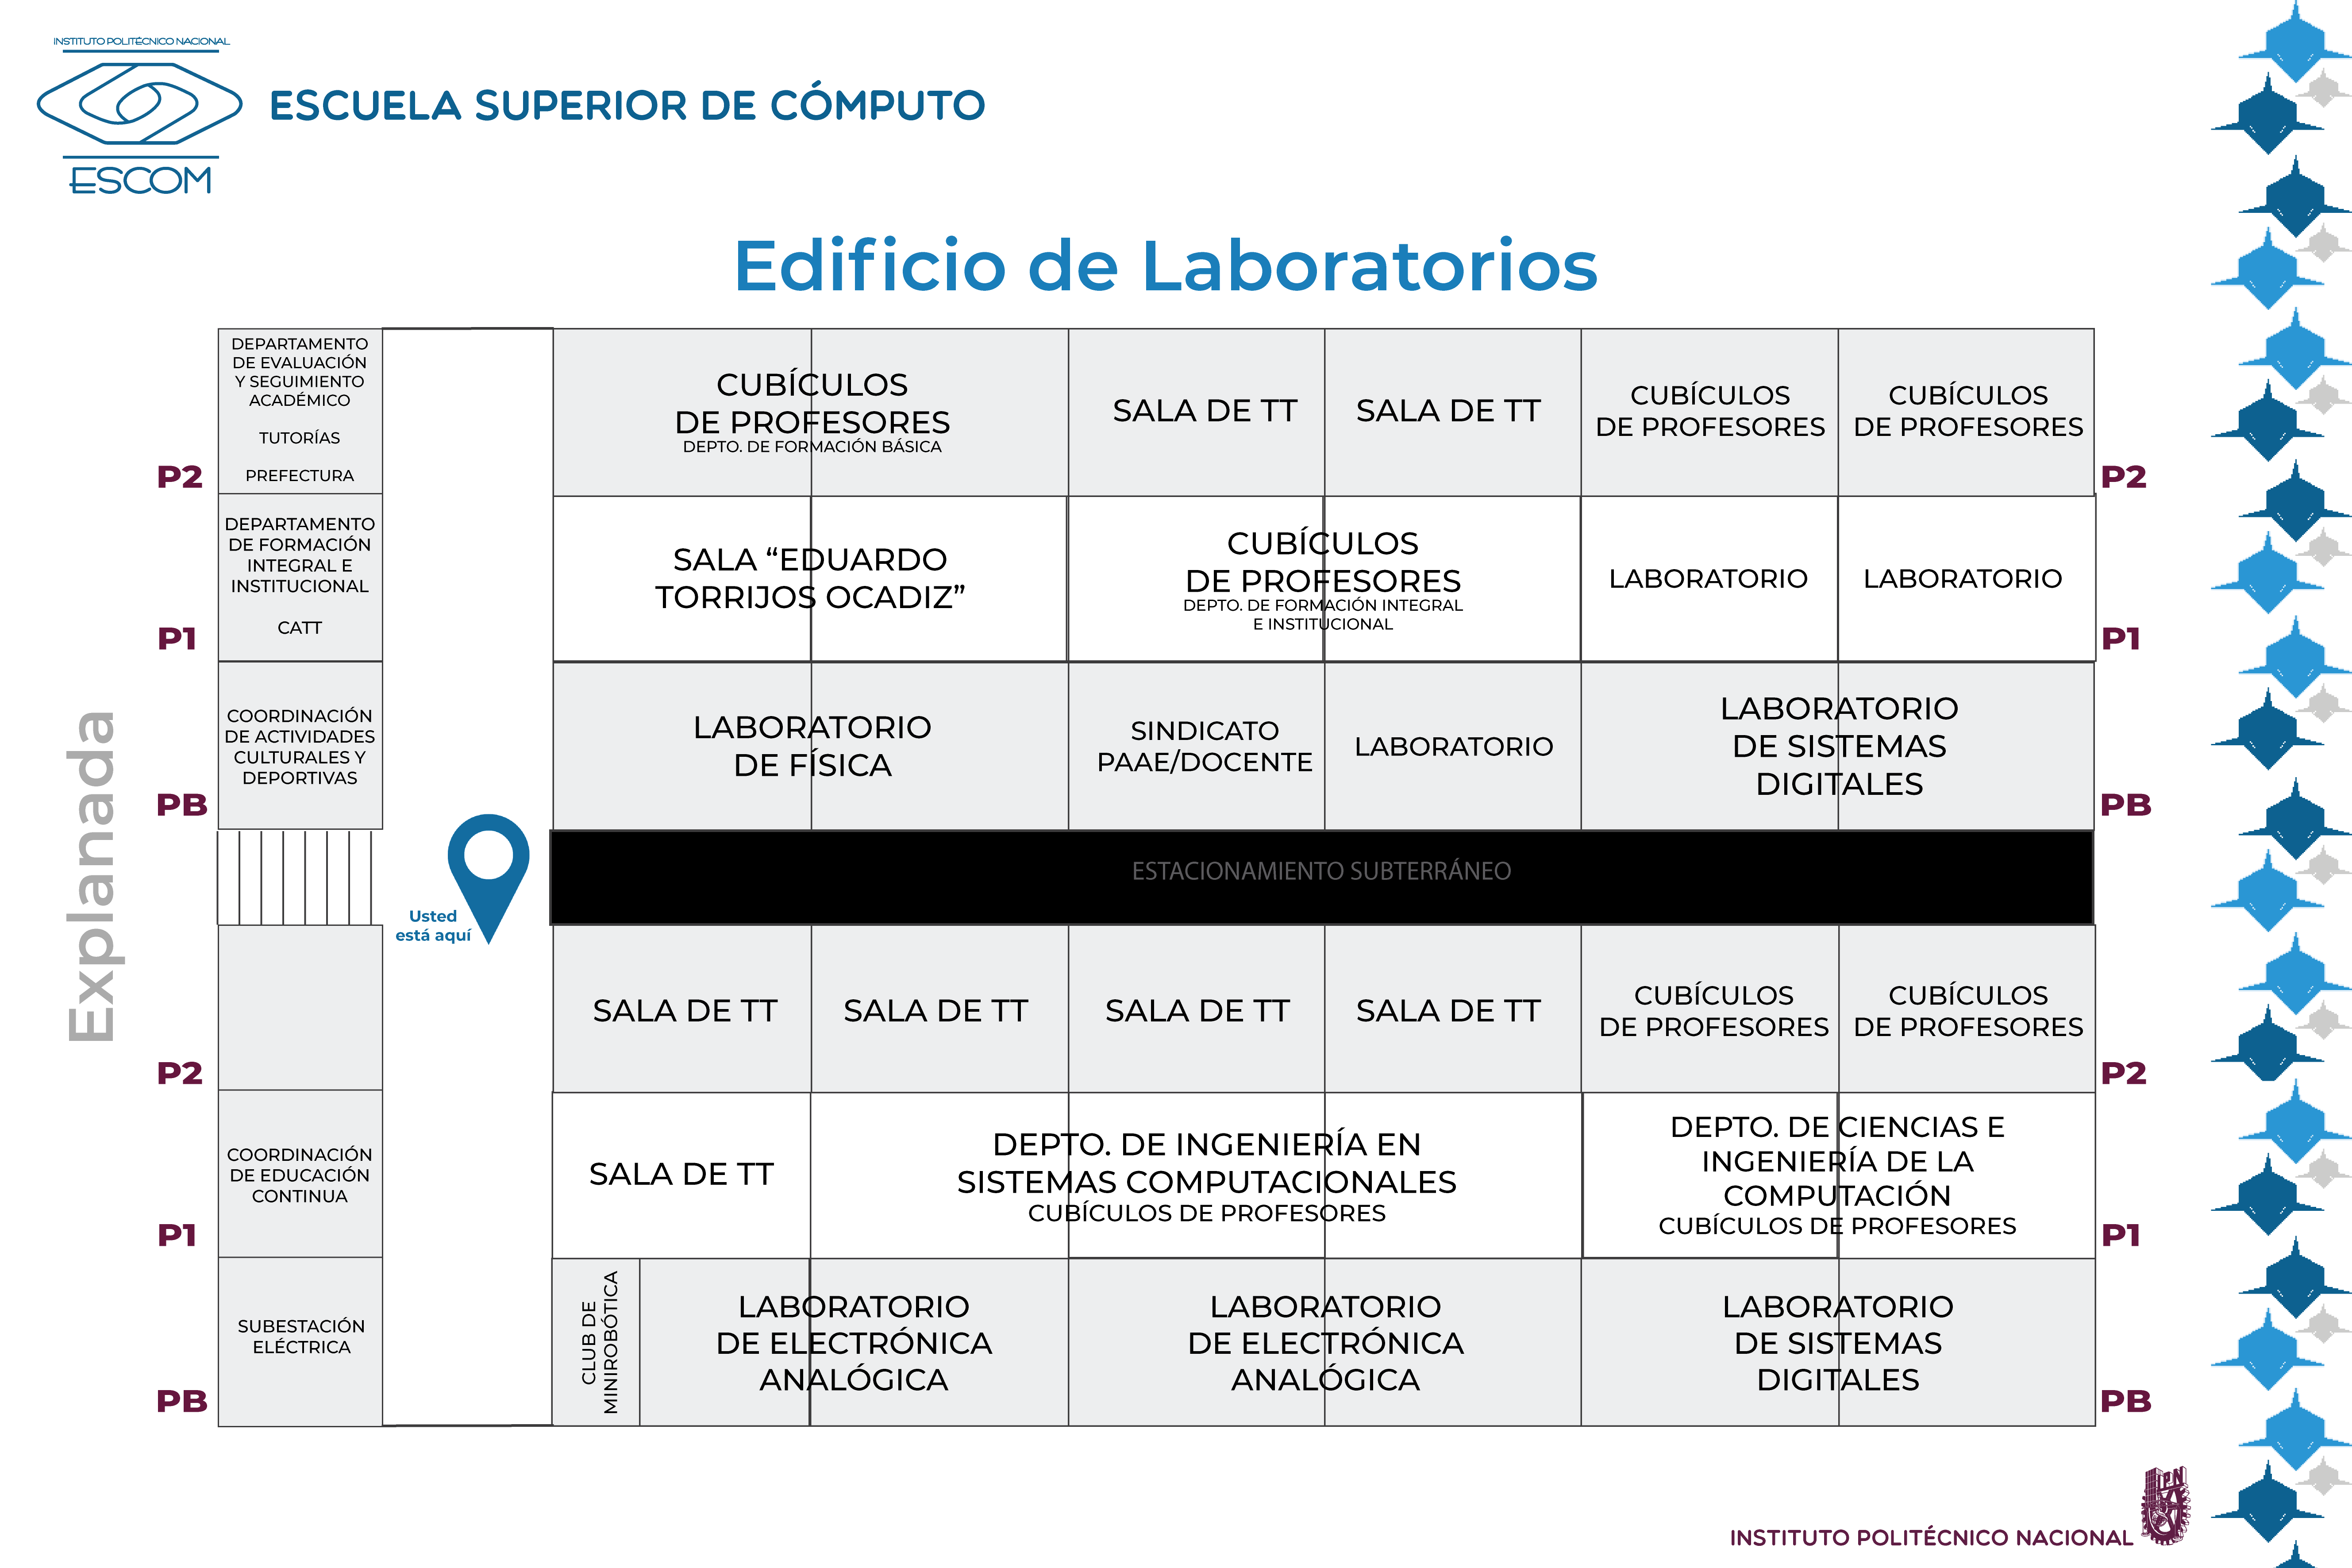 INSTITUTO POLITÉCNICO NACIONAL
ESCOM
ESCUELA SUPERIOR DE CÓMPUTO
Edificio de Laboratorios
Explanada
P2
DEPARTAMENTO
DE EVALUACIÓN
Y SEGUIMIENTO
ACADÉMICO
TUTORÍAS
PREFECTURA
CUBÍCULOS
DE PROFESORES
DEPTO. DE FORMACIÓN BÁSICA
SALA DE TT
SALA DE TT
CUBÍCULOS
DE PROFESORES
CUBÍCULOS
DE PROFESORES
P2
P1
DEPARTAMENTO
DE FORMACIÓN
INTEGRAL E
INSTITUCIONAL
CATT
SALA “EDUARDO
TORRIJOS OCADIZ”
CUBÍCULOS
DE PROFESORES
DEPTO. DE FORMACIÓN INTEGRAL
E INSTITUCIONAL
LABORATORIO
LABORATORIO
P1
PB
COORDINACIÓN
DE ACTIVIDADES
CULTURALES Y
DEPORTIVAS
LABORATORIO
DE FÍSICA
SINDICATO
PAAE/DOCENTE
LABORATORIO
LABORATORIO
DE SISTEMAS
DIGITALES
PB
Usted
está aquí
ESTACIONAMIENTO SUBTERRÁNEO
P2
SALA DE TT
SALA DE TT
SALA DE TT
SALA DE TT
CUBÍCULOS
DE PROFESORES
CUBÍCULOS
DE PROFESORES
P2
P1
COORDINACIÓN
DE EDUCACIÓN
CONTINUA
SALA DE TT
DEPTO. DE INGENIERÍA EN
SISTEMAS COMPUTACIONALES
CUBÍCULOS DE PROFESORES
DEPTO. DE CIENCIAS E
INGENIERÍA DE LA
COMPUTACIÓN
CUBÍCULOS DE PROFESORES
P1
PB
SUBESTACIÓN
ELÉCTRICA
CLUB DE
MINIROBÓTICA
LABORATORIO
DE ELECTRÓNICA
ANALÓGICA
LABORATORIO
DE ELECTRÓNICA
ANALÓGICA
LABORATORIO
DE SISTEMAS
DIGITALES
PB
IPN
INSTITUTO POLITÉCNICO NACIONAL